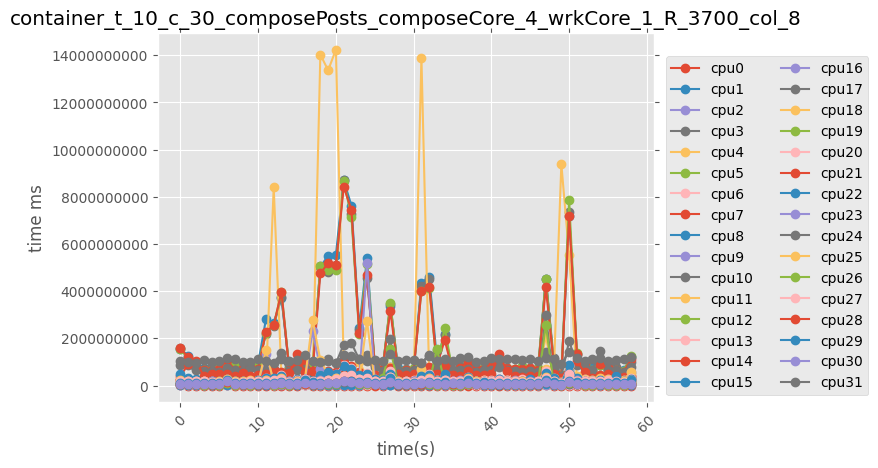 container_t_10_c_30_composePosts_composeCore_4_wrkCore_1_R_3700_col_8
time ms
14000000000
12000000000
10000000000
8000000000
6000000000
4000000000
2000000000
0
0
10
20
30
40
50
60
time(s)
cpu0
cpu1
cpu2
cpu3
cpu4
cpu5
cpu6
cpu7
cpu8
cpu9
cpu10
cpu11
cpu12
cpu13
cpu14
cpu15
cpu16
cpu17
cpu18
cpu19
cpu20
cpu21
cpu22
cpu23
cpu24
cpu25
cpu26
cpu27
cpu28
cpu29
cpu30
cpu31